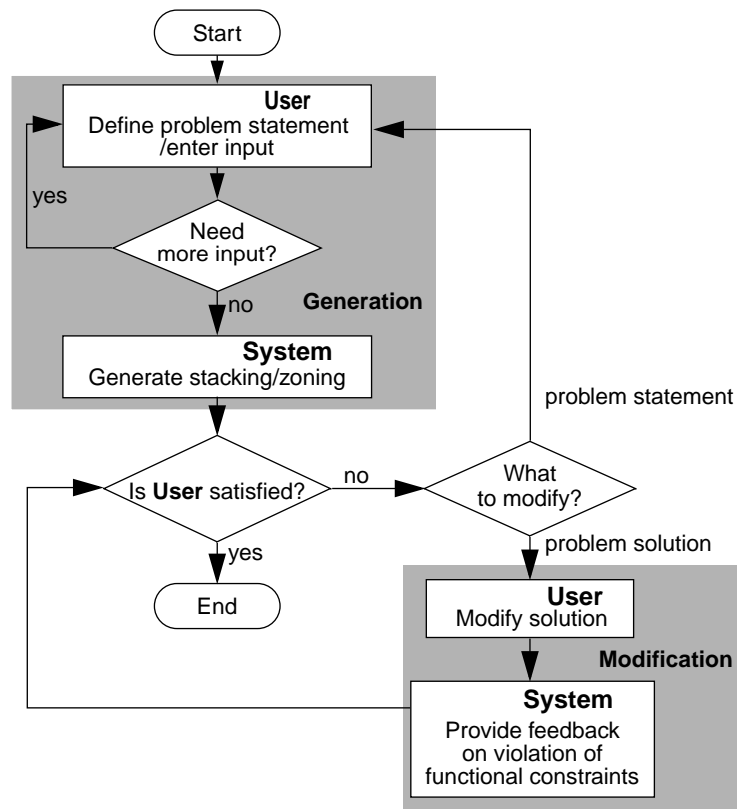 Start
User
Define problem statement
/enter input
yes
Need
more input?
no
Generation
System
Generate stacking/zoning
problem statement
Is User satisfied?
no
What
to modify?
yes
problem solution
End
User
Modify solution
Modification
System
Provide feedback
on violation of
functional constraints